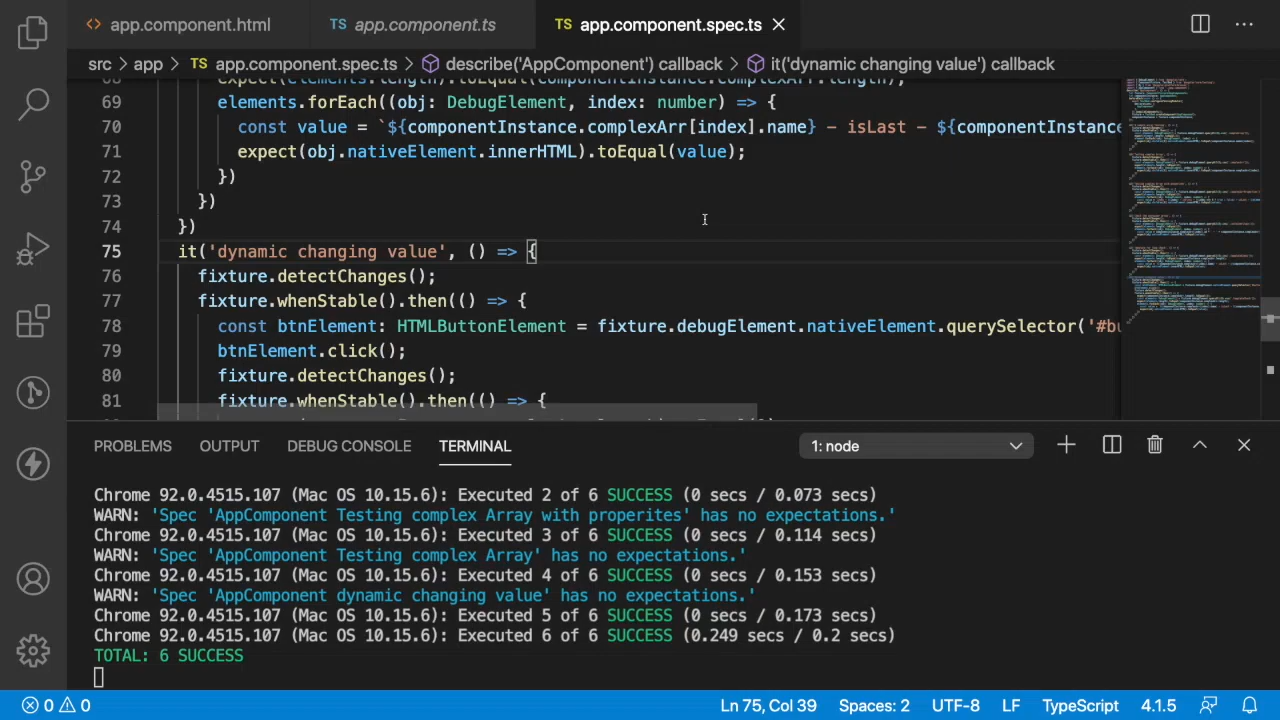 <> app.component.html TS app.component.ts TS app.component.spec.ts
src > app > TS app.component.spec.ts > describe('AppComponent') callback > it('dynamic changing value') callback
68 expect(elements.length).toEqual(componentInstance.complexArr.length);
69 elements.forEach((obj: DebugElement, index: number) => {
70 const value = `${componentInstance.complexArr[index].name} - isLast - ${componentInstance
71 expect(obj.nativeElement.innerHTML).toEqual(value);
72 })
73 })
74 })
75 it('dynamic changing value', () => {
76 fixture.detectChanges();
77 fixture.whenStable().then(() => {
78 const btnElement: HTMLButtonElement = fixture.debugElement.nativeElement.querySelector('#bu
79 btnElement.click();
80 fixture.detectChanges();
81 fixture.whenStable().then(() => {
PROBLEMS OUTPUT DEBUG CONSOLE TERMINAL 1: node
Chrome 92.0.4515.107 (Mac OS 10.15.6): Executed 2 of 6 SUCCESS (0 secs / 0.073 secs)
WARN: 'Spec 'AppComponent Testing complex Array with properites' has no expectations.'
Chrome 92.0.4515.107 (Mac OS 10.15.6): Executed 3 of 6 SUCCESS (0 secs / 0.114 secs)
WARN: 'Spec 'AppComponent Testing complex Array' has no expectations.'
Chrome 92.0.4515.107 (Mac OS 10.15.6): Executed 4 of 6 SUCCESS (0 secs / 0.153 secs)
WARN: 'Spec 'AppComponent dynamic changing value' has no expectations.'
Chrome 92.0.4515.107 (Mac OS 10.15.6): Executed 5 of 6 SUCCESS (0 secs / 0.173 secs)
Chrome 92.0.4515.107 (Mac OS 10.15.6): Executed 6 of 6 SUCCESS (0.249 secs / 0.2 secs)
TOTAL: 6 SUCCESS
0 0 Ln 75, Col 39 Spaces: 2 UTF-8 LF TypeScript 4.1.5